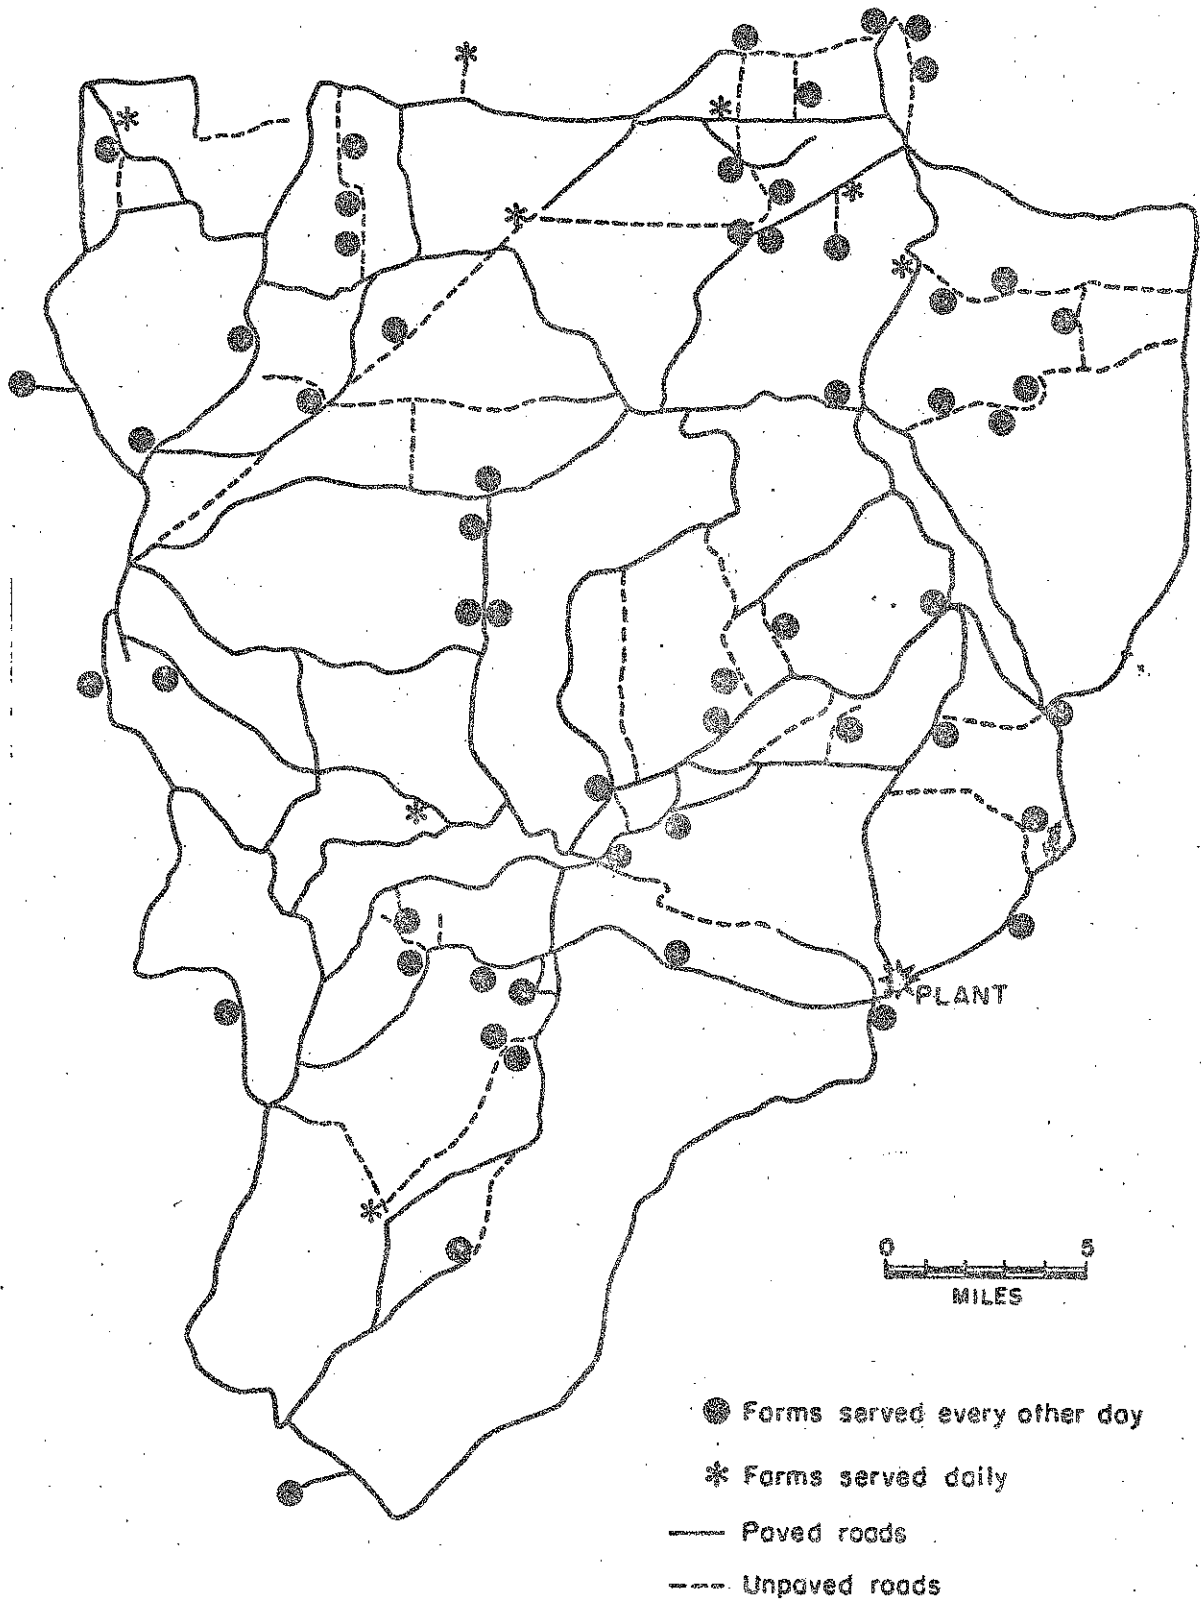 PLANT
0 5
MILES
Farms served every other day
Farms served daily
Paved roads
Unpaved roads